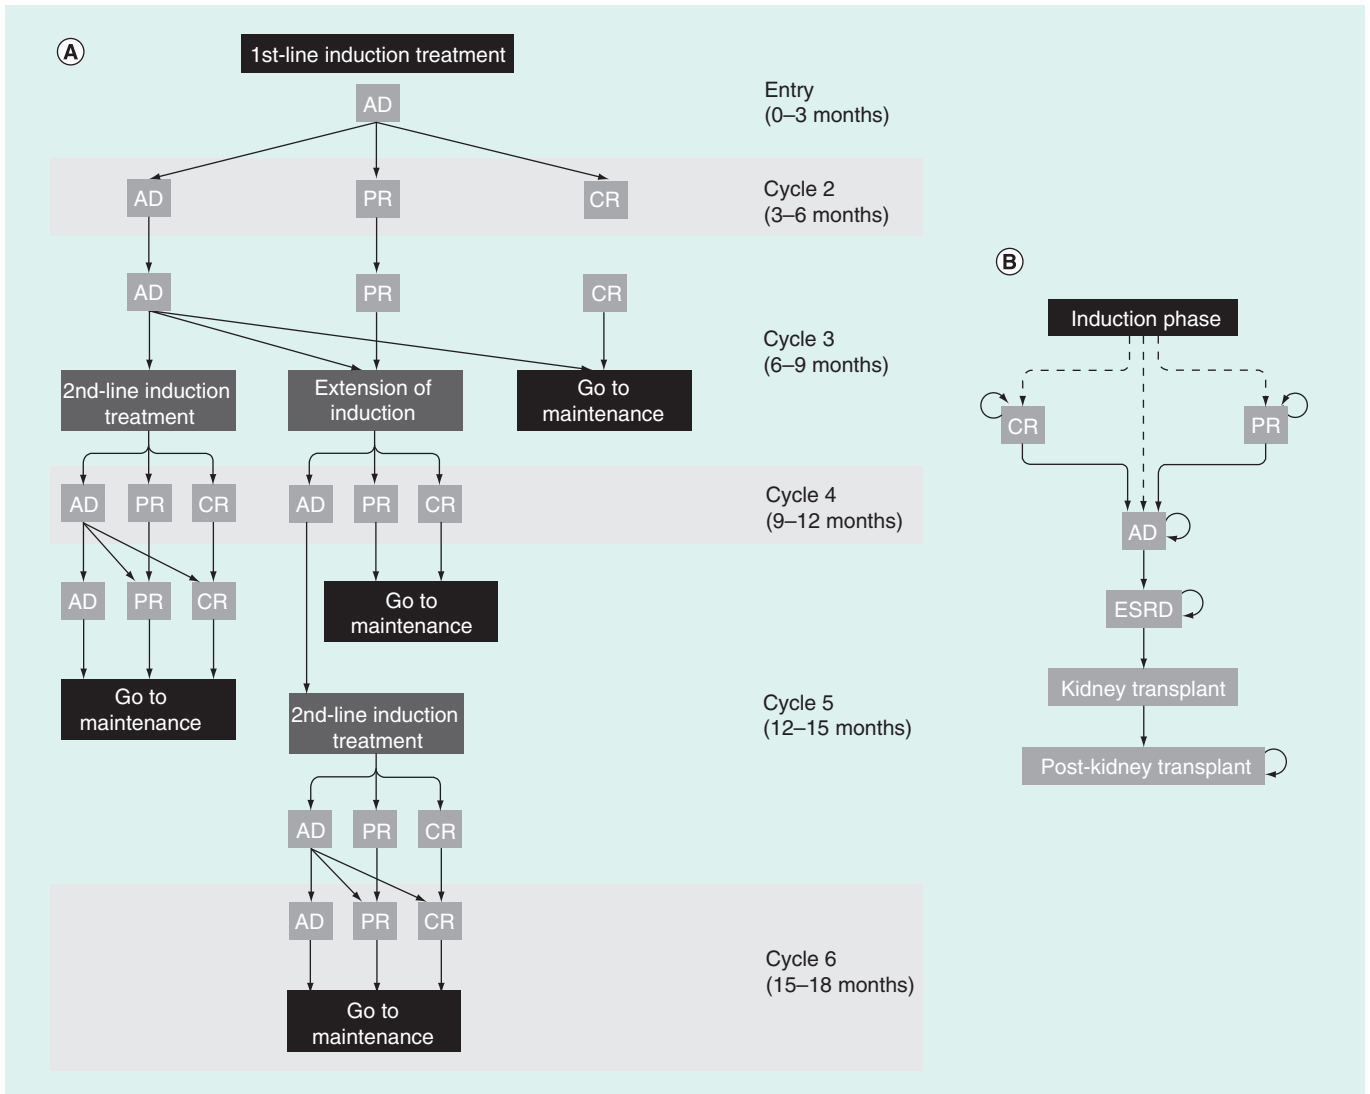 A
1st-line induction treatment
AD
Entry
(0–3 months)
AD
PR
CR
Cycle 2
(3–6 months)
AD
PR
CR
Cycle 3
(6–9 months)
2nd-line induction
treatment
Extension of
induction
Go to
maintenance
AD
PR
CR
AD
PR
CR
Cycle 4
(9–12 months)
AD
PR
CR
Go to
maintenance
Go to
maintenance
2nd-line induction
treatment
Cycle 5
(12–15 months)
AD
PR
CR
AD
PR
CR
Cycle 6
(15–18 months)
Go to
maintenance
B
Induction phase
CR
PR
AD
ESRD
Kidney transplant
Post-kidney transplant